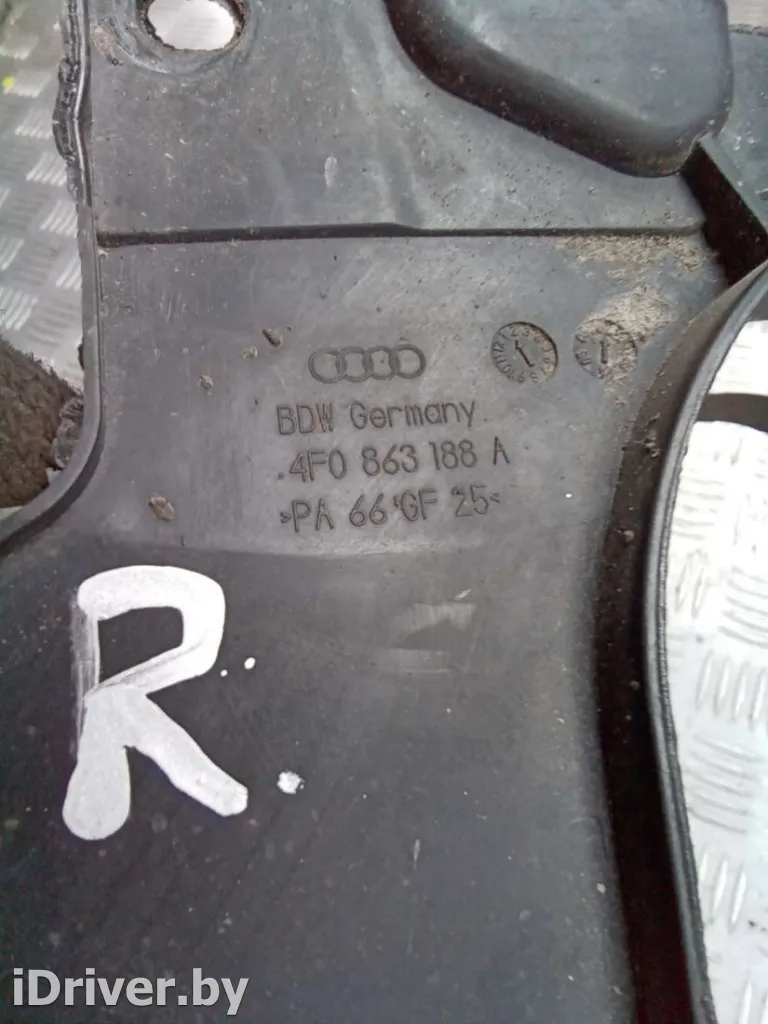 BDW Germany
.4F0 863 188 A
>PA 66 GF 25<
R.
iDriver.by